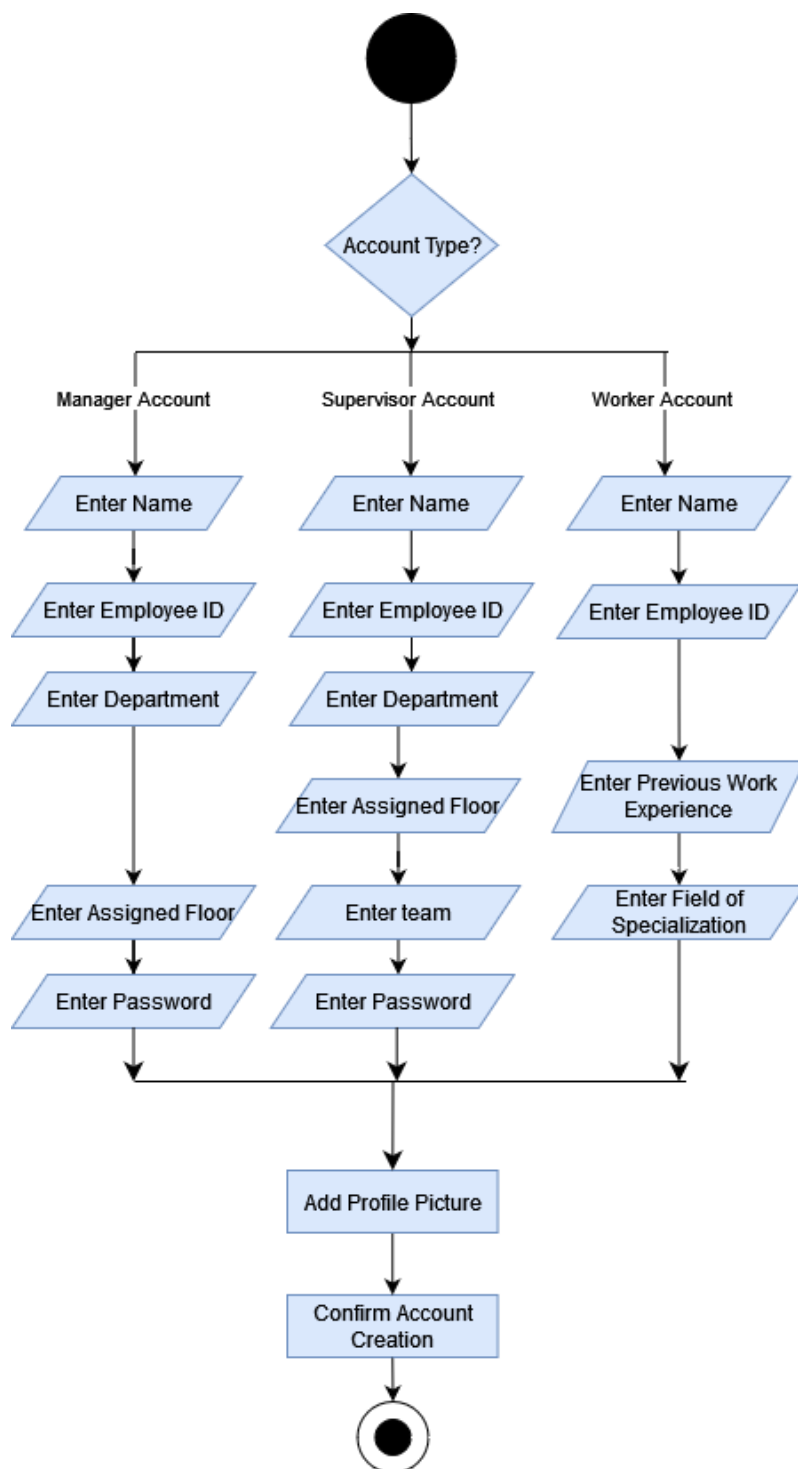 Account Type?
Manager Account
Supervisor Account
Worker Account
Enter Name
Enter Name
Enter Name
Enter Employee ID
Enter Employee ID
Enter Employee ID
Enter Department
Enter Department
Enter Previous Work
Experience
Enter Assigned Floor
Enter Assigned Floor
Enter team
Enter Field of
Specialization
Enter Password
Enter Password
Add Profile Picture
Confirm Account
Creation